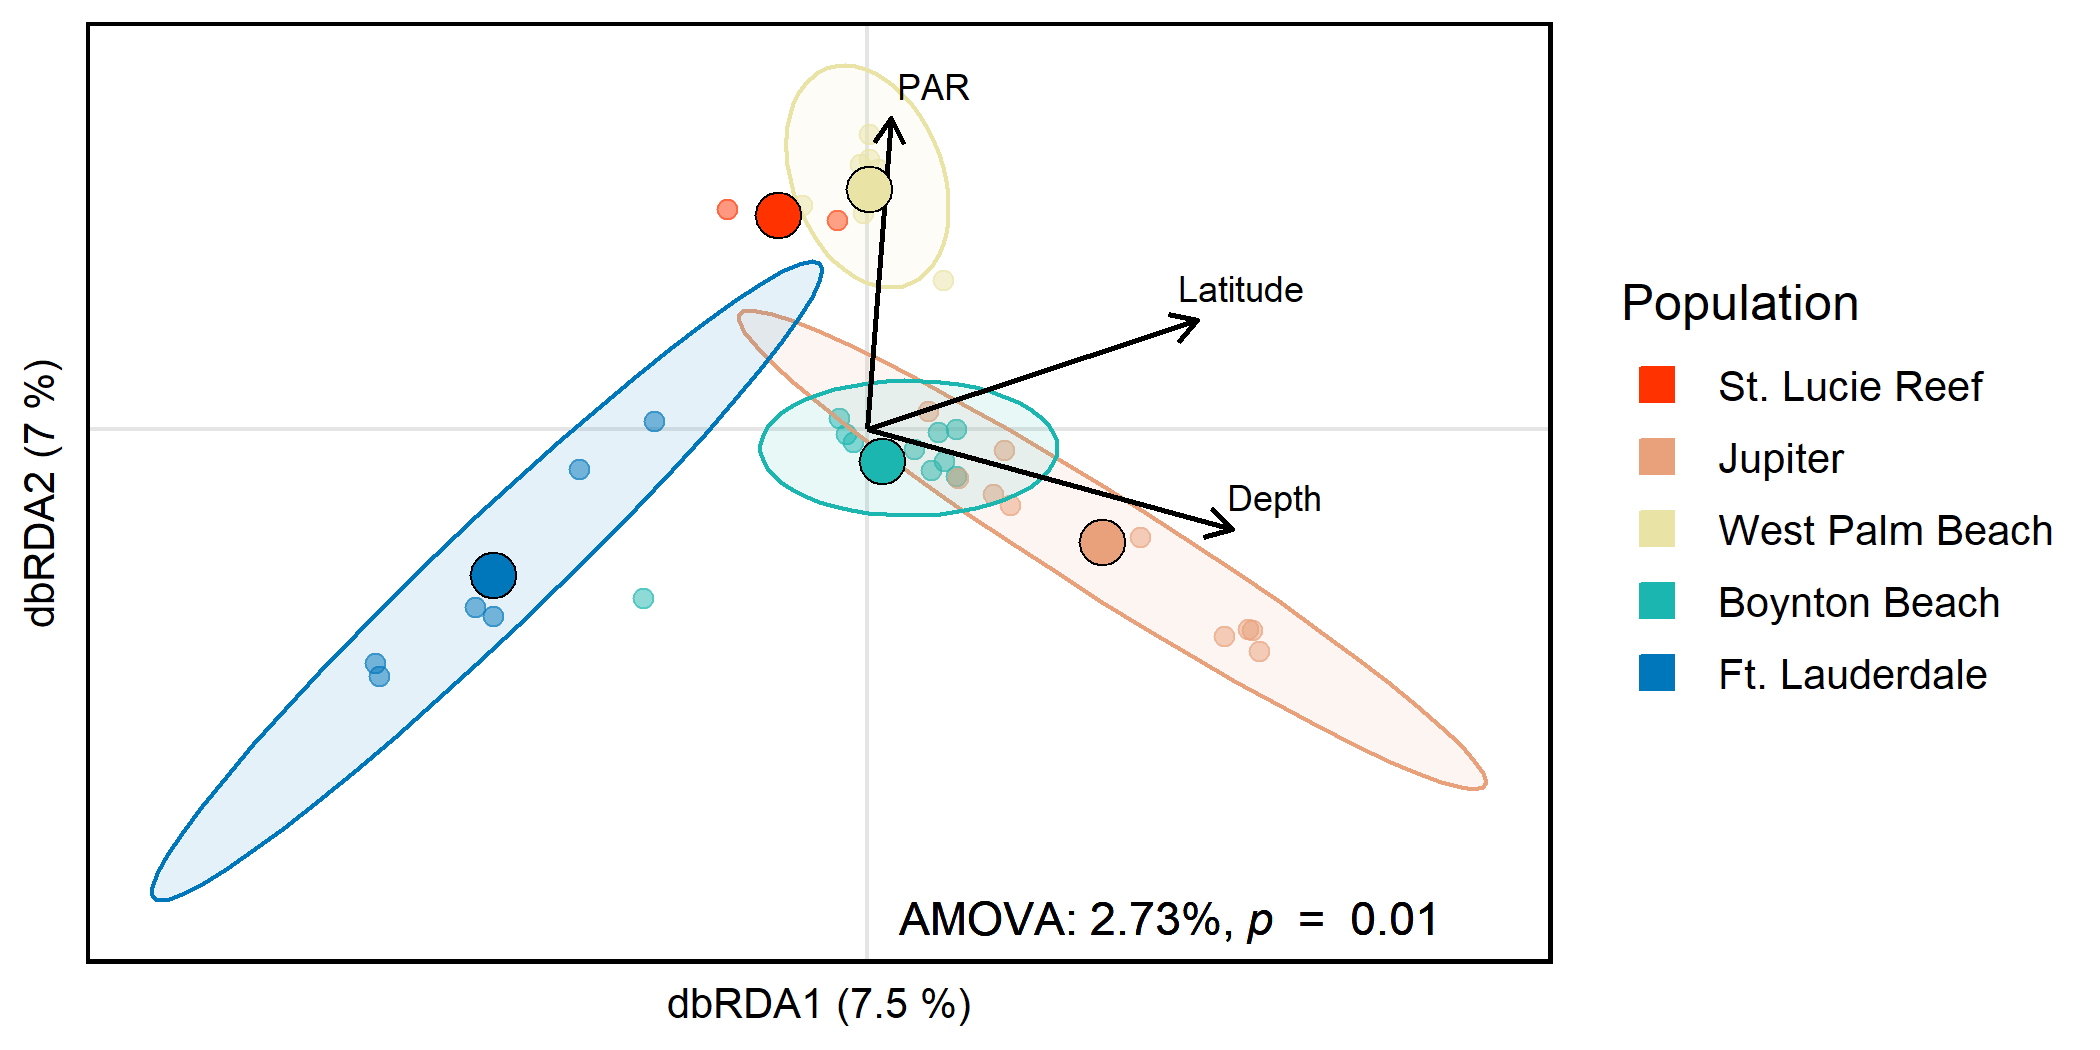 PAR
Latitude
Depth
AMOVA: 2.73%, p = 0.01
dbRDA2 (7 %)
dbRDA1 (7.5 %)
Population
St. Lucie Reef
Jupiter
West Palm Beach
Boynton Beach
Ft. Lauderdale